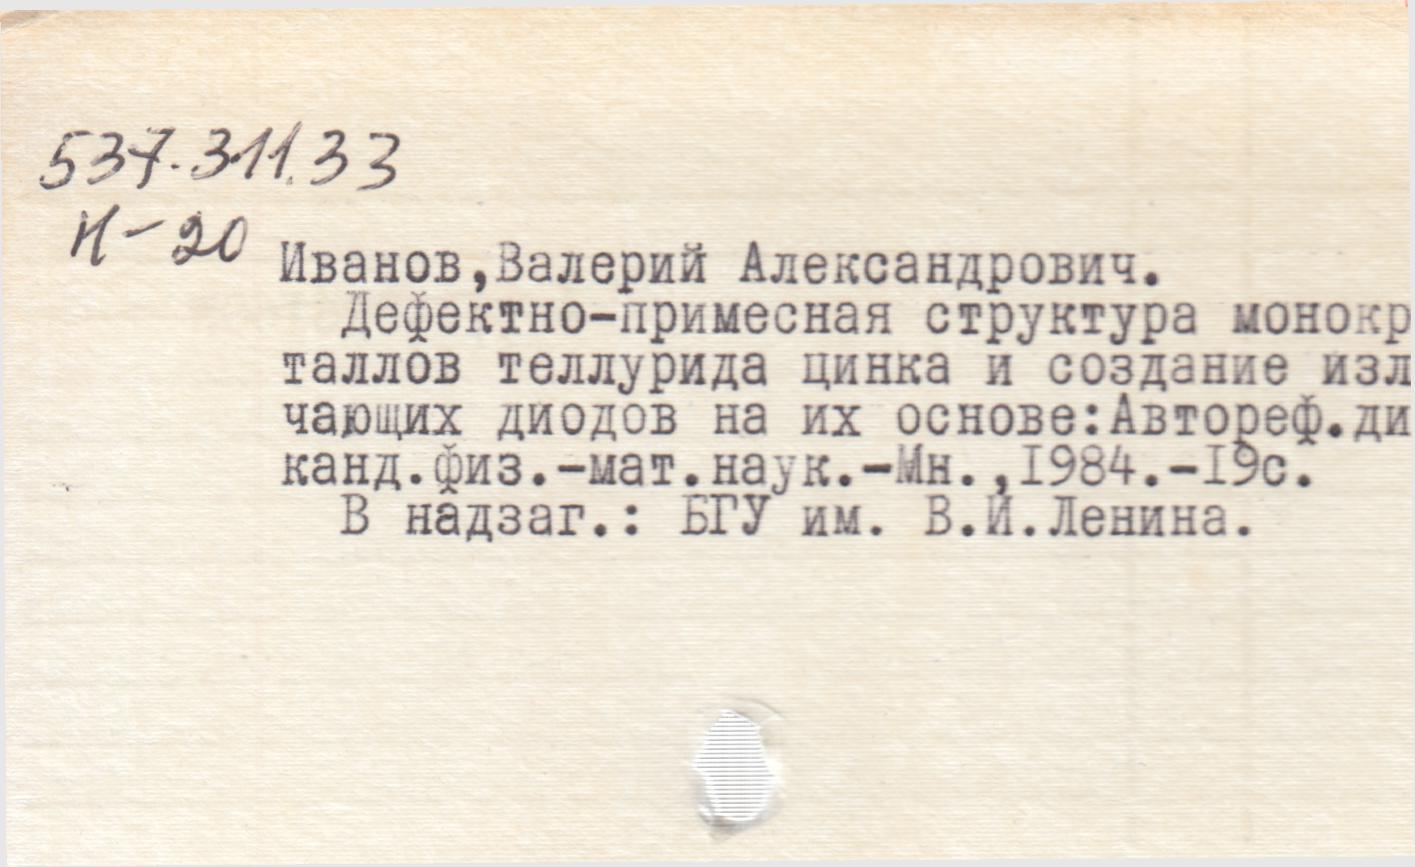 537.311.33
И-20
Иванов,Валерий Александрович.
Дефектно-примесная структура монокр
таллов теллурида цинка и создание изл
чающих диодов на их основе:Автореф.ди
канд.физ.-мат.наук.-Мн.,1984.-19с.
В надзаг.: БГУ им. В.И.Ленина.